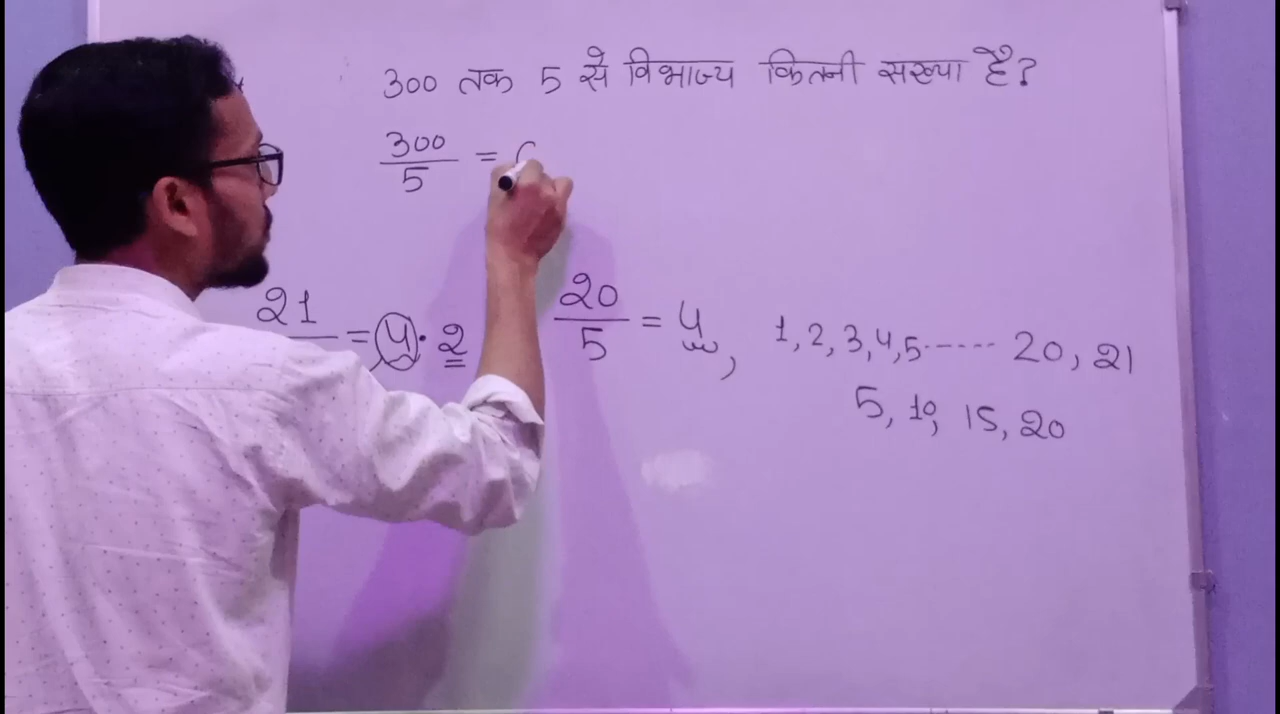 300 तक 5 से विभाज्य कितनी सख्या है?
300/5 =
21 = 4.2 20/5 = 4, 1, 2, 3, 4, 5------ 20, 21
5, 10, 15, 20